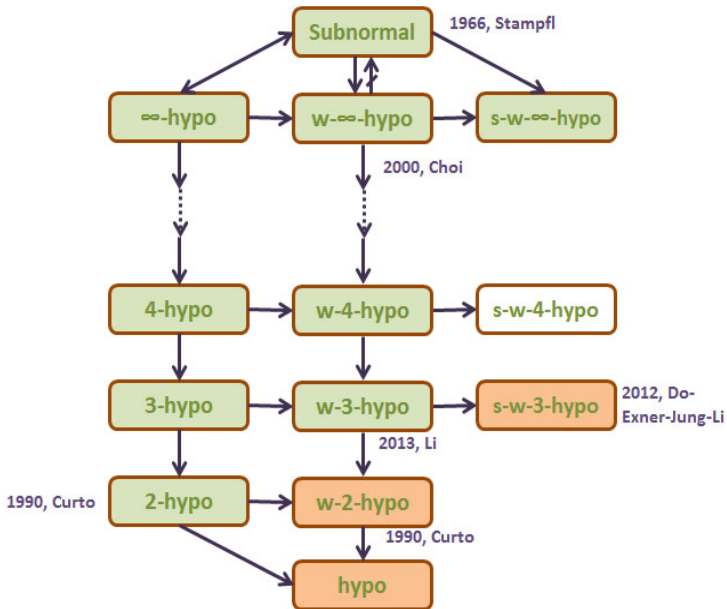 Subnormal
1966, Stampfl
∞-hypo
w-∞-hypo
s-w-∞-hypo
2000, Choi
4-hypo
w-4-hypo
s-w-4-hypo
3-hypo
w-3-hypo
s-w-3-hypo
2012, Do-
Exner-Jung-Li
2013, Li
1990, Curto
2-hypo
w-2-hypo
1990, Curto
hypo